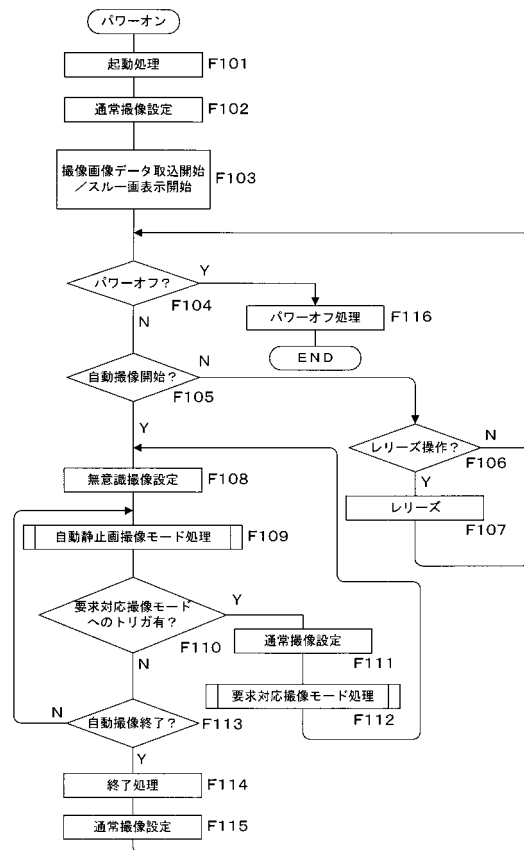 パワーオン
起動処理
F101
通常撮像設定
F102
撮像画像データ取込開始
／スルー画表示開始
F103
パワーオフ？
Y
F104
N
パワーオフ処理
F116
END
自動撮像開始？
N
F105
Y
レリーズ操作？
N
F106
Y
レリーズ
F107
無意識撮像設定
F108
自動静止画撮像モード処理
F109
要求対応撮像モード
へのトリガ有？
Y
F110
N
通常撮像設定
F111
要求対応撮像モード処理
F112
自動撮像終了？
N
F113
Y
終了処理
F114
通常撮像設定
F115